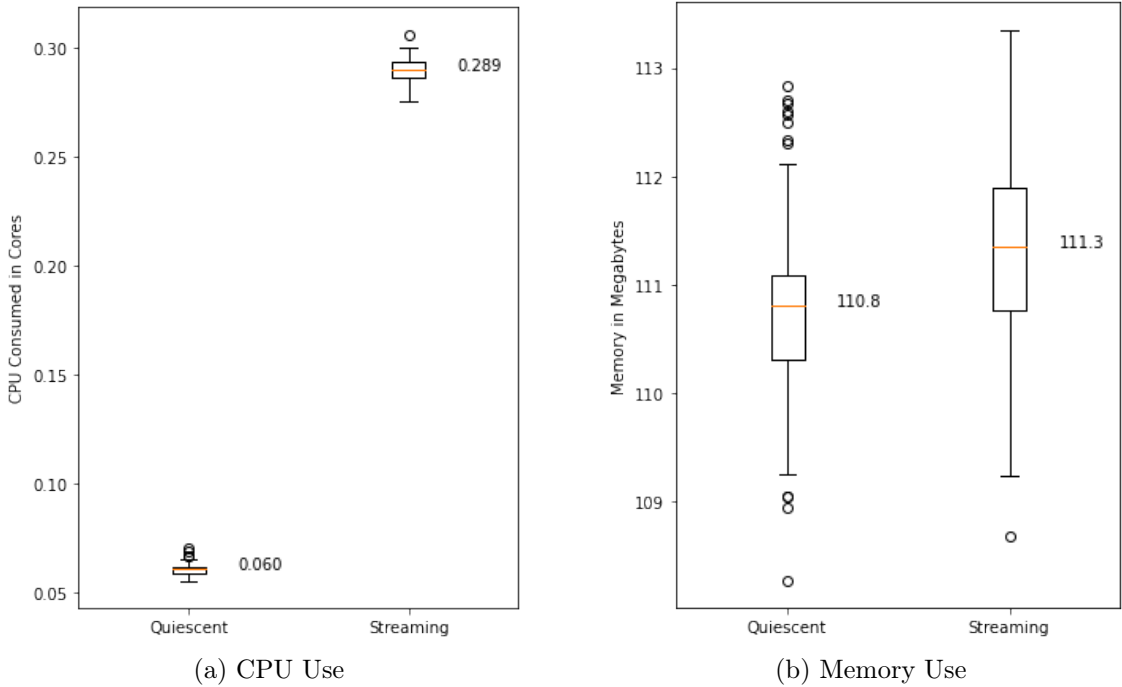 CPU Consumed in Cores
0.30
0.25
0.20
0.15
0.10
0.05
0.289
0.060
Quiescent
Streaming
(a) CPU Use
Memory in Megabytes
113
112
111
110
109
110.8
111.3
Quiescent
Streaming
(b) Memory Use